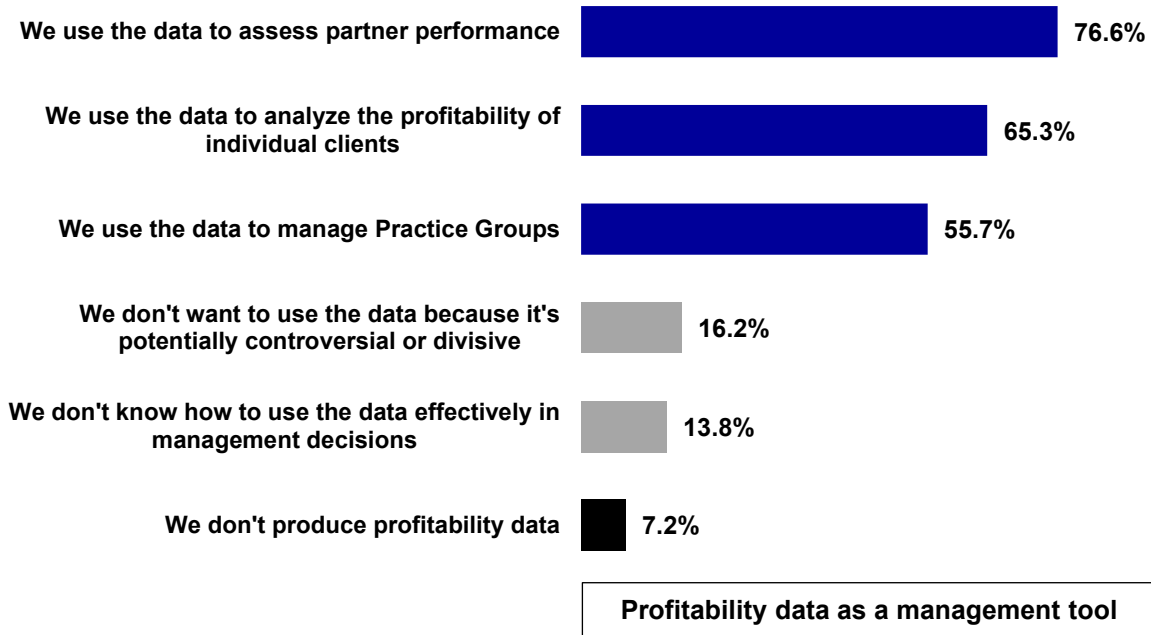 We use the data to assess partner performance
76.6%
We use the data to analyze the profitability of
individual clients
65.3%
We use the data to manage Practice Groups
55.7%
We don't want to use the data because it's
potentially controversial or divisive
16.2%
We don't know how to use the data effectively in
management decisions
13.8%
We don't produce profitability data
7.2%
Profitability data as a management tool